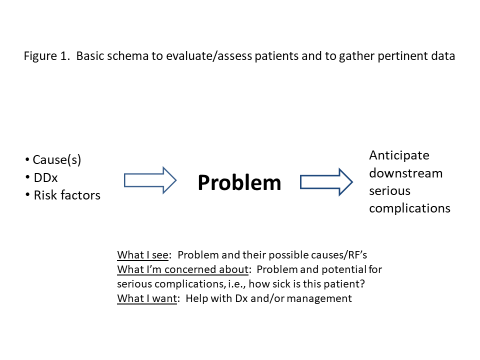 Figure 1.  Basic schema to evaluate/assess patients and to gather pertinent data
• Cause(s)
• DDx
• Risk factors
Problem
Anticipate
downstream
serious
complications
What I see:  Problem and their possible causes/RF's
What I'm concerned about:  Problem and potential for
serious complications, i.e., how sick is this patient?
What I want:  Help with Dx and/or management